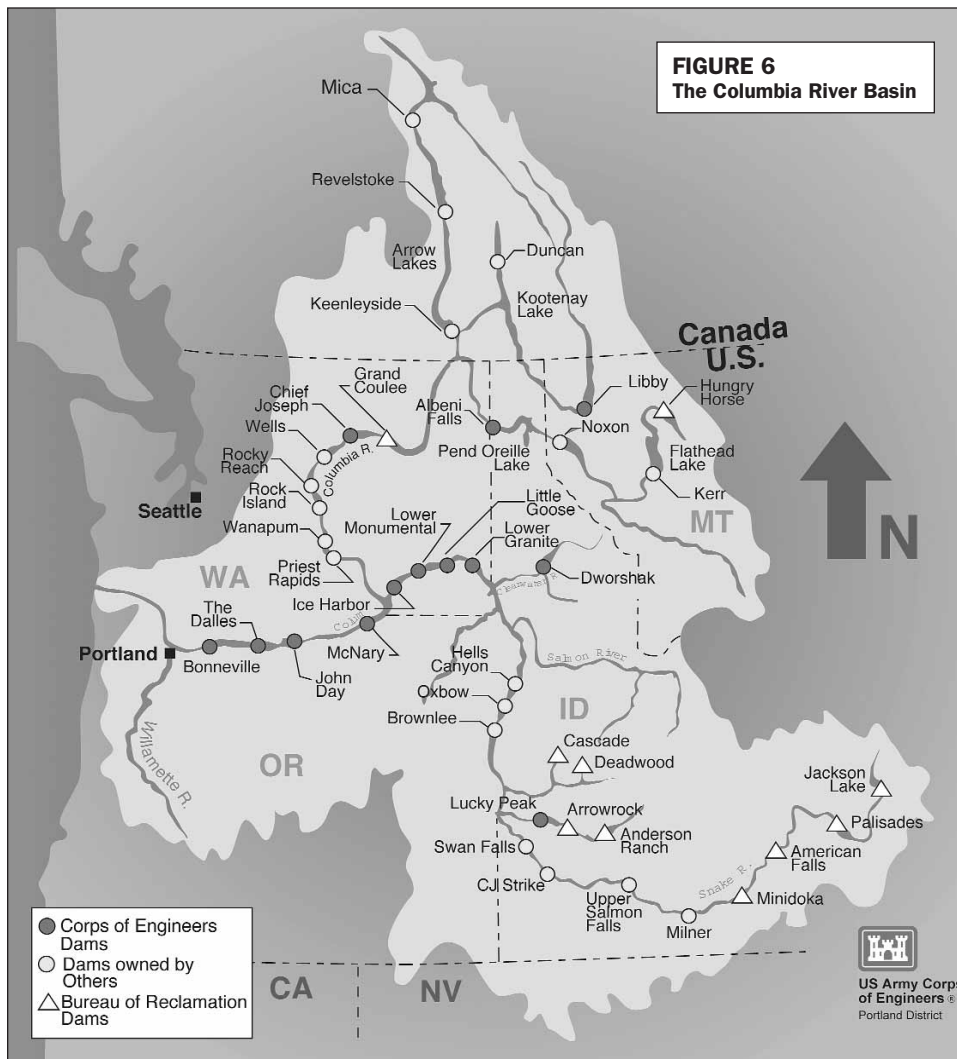 FIGURE 6
The Columbia River Basin
Mica
Revelstoke
Arrow
Lakes
Duncan
Kootenay
Lake
Keenleyside
Canada
U.S.
Grand
Coulee
Chief
Joseph
Wells
Rocky
Reach
Rock
Island
Wanapum
Priest
Rapids
Columbia R.
Albeni
Falls
Pend Oreille
Lake
Libby
Noxon
Hungry
Horse
Flathead
Lake
Kerr
MT
N
Seattle
WA
Lower
Monumental
Little
Goose
Lower
Granite
Ice Harbor
Dworshak
The
Dalles
Portland
Bonneville
John
Day
McNary
Hells
Canyon
Oxbow
Brownlee
Salmon River
ID
Willamette R.
OR
Cascade
Deadwood
Lucky Peak
Arrowrock
Anderson
Ranch
Jackson
Lake
Palisades
American
Falls
Swan Falls
CJ Strike
Upper
Salmon
Falls
Snake R.
Minidoka
Milner
Corps of Engineers
Dams
Dams owned by
Others
Bureau of Reclamation
Dams
CA
NV
US Army Corps
of Engineers ®
Portland District